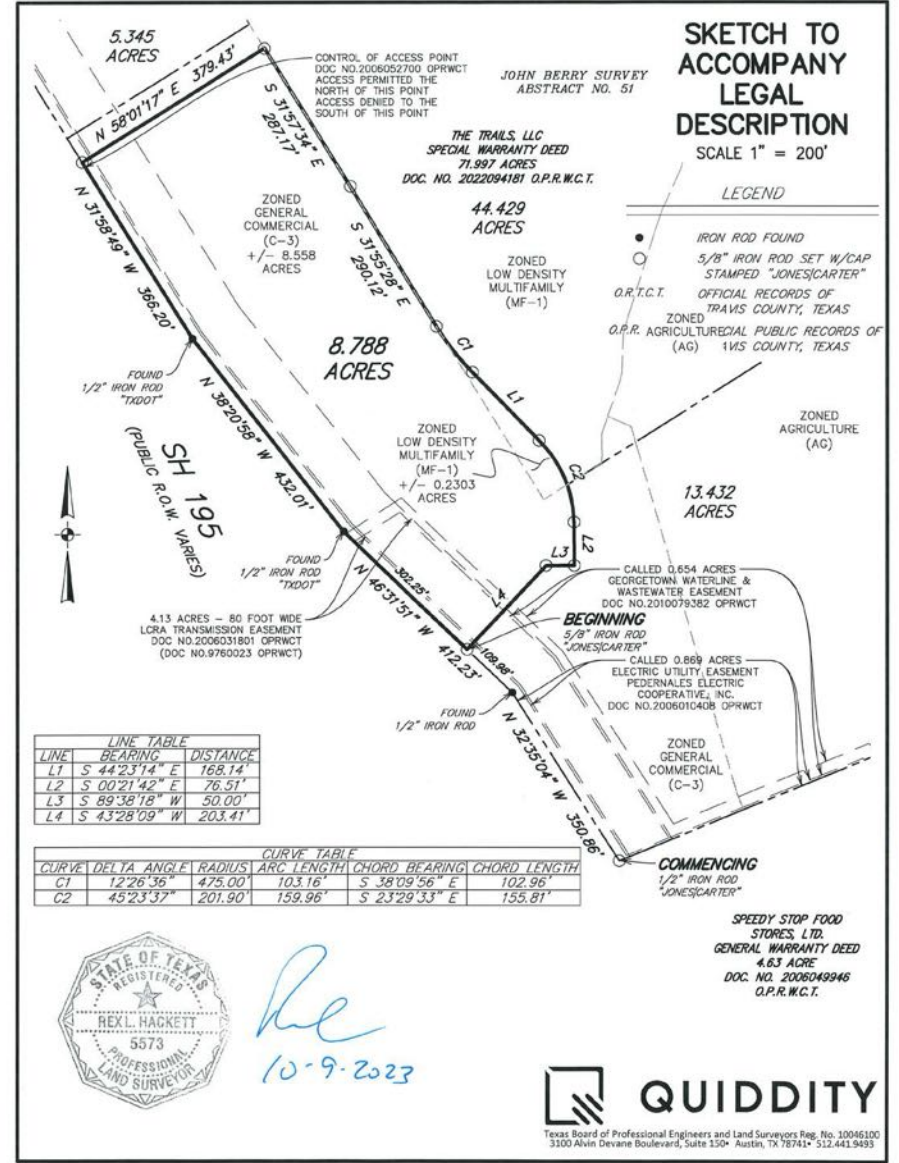 SKETCH TO
ACCOMPANY
LEGAL
DESCRIPTION
SCALE 1" = 200'
5.345
ACRES
N 58°01'17" E 379.43'
CONTROL OF ACCESS POINT
DOC NO.2006052700 OPRWCT
ACCESS PERMITTED THE
NORTH OF THIS POINT
ACCESS DENIED TO THE
SOUTH OF THIS POINT
JOHN BERRY SURVEY
ABSTRACT NO. 51
THE TRAILS, LLC
SPECIAL WARRANTY DEED
71.997 ACRES
DOC. NO. 2022094181 O.P.R.W.C.T.
44.429
ACRES
LEGEND
IRON ROD FOUND
5/8" IRON ROD SET W/CAP
STAMPED "JONES|CARTER"
O.R.T.C.T. OFFICIAL RECORDS OF
TRAVIS COUNTY, TEXAS
ZONED
O.P.R. AGRICULTURECIAL PUBLIC RECORDS OF
(AG) VIS COUNTY, TEXAS
S 31°57'34" E
287.17'
ZONED
GENERAL
COMMERCIAL
(C-3)
+/- 8.558
ACRES
S 31°55'28" E
290.12'
ZONED
LOW DENSITY
MULTIFAMILY
(MF-1)
N 31°58'49" W 366.20'
8.788
ACRES
C1
L1
FOUND
1/2" IRON ROD
"TXDOT"
N 38°20'58" W 432.01'
SH 195
(PUBLIC R.O.W. VARIES)
ZONED
LOW DENSITY
MULTIFAMILY
(MF-1)
+/- 0.2303
ACRES
C2
ZONED
AGRICULTURE
(AG)
13.432
ACRES
L2
L3
FOUND
1/2" IRON ROD
"TXDOT"
N 46°31'51" W
412.23'
302.25'
109.98'
4
CALLED 0.654 ACRES
GEORGETOWN WATERLINE &
WASTEWATER EASEMENT
DOC NO.2010079382 OPRWCT
BEGINNING
5/8" IRON ROD
"JONES|CARTER"
4.13 ACRES - 80 FOOT WIDE
LCRA TRANSMISSION EASEMENT
DOC NO.2006031801 OPRWCT
(DOC NO.9760023 OPRWCT)
CALLED 0.869 ACRES
ELECTRIC UTILITY EASEMENT
PEDERNALES ELECTRIC
COOPERATIVE, INC.
DOC NO.2006010408 OPRWCT
FOUND
1/2" IRON ROD
N 32°35'04" W 350.86'
ZONED
GENERAL
COMMERCIAL
(C-3)
COMMENCING
1/2" IRON ROD
"JONES|CARTER"
LINE TABLE
LINE BEARING DISTANCE
L1 S 44°23'14" E 168.14'
L2 S 00°21'42" E 76.51'
L3 S 89°38'18" W 50.00'
L4 S 43°28'09" W 203.41'
CURVE TABLE
CURVE DELTA ANGLE RADIUS ARC LENGTH CHORD BEARING CHORD LENGTH
C1 12°26'36" 475.00' 103.16' S 38°09'56" E 102.96'
C2 45°23'37" 201.90' 159.96' S 23°29'33" E 155.81'
SPEEDY STOP FOOD
STORES, LTD.
GENERAL WARRANTY DEED
4.63 ACRE
DOC. NO. 2006049946
O.P.R.W.C.T.
STATE OF TEXAS
REGISTERED
REX L. HACKETT
5573
PROFESSIONAL
LAND SURVEYOR
10-9-2023
QUIDDITY
Texas Board of Professional Engineers and Land Surveyors Reg. No. 10046100
3100 Alvin Devane Boulevard, Suite 150• Austin, TX 78741• 512.441.9493